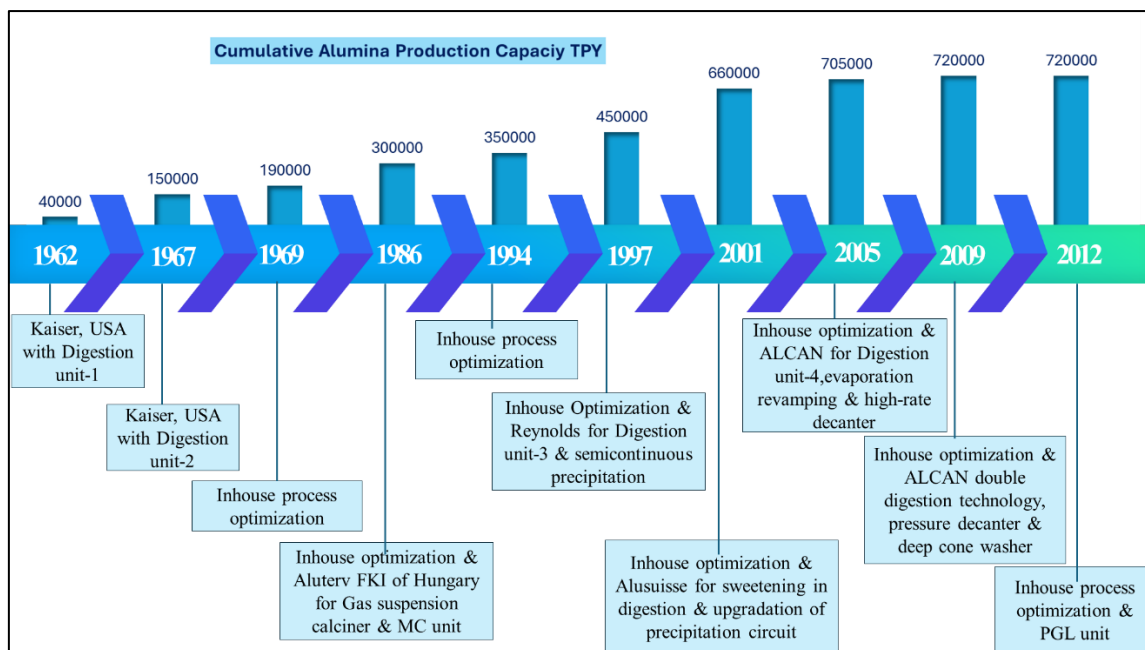 Cumulative Alumina Production Capaciy TPY
40000
150000
190000
300000
350000
450000
660000
705000
720000
720000
1962
1967
1969
1986
1994
1997
2001
2005
2009
2012
Kaiser, USA
with Digestion
unit-1
Kaiser, USA
with Digestion
unit-2
Inhouse process
optimization
Inhouse optimization &
Aluterv FKI of Hungary
for Gas suspension
calciner & MC unit
Inhouse process
optimization
Inhouse Optimization &
Reynolds for Digestion
unit-3 & semicontinuous
precipitation
Inhouse optimization &
Alusuisse for sweetening in
digestion & upgradation of
precipitation circuit
Inhouse optimization &
ALCAN for Digestion
unit-4,evaporation
revamping & high-rate
decanter
Inhouse optimization &
ALCAN double
digestion technology,
pressure decanter &
deep cone washer
Inhouse process
optimization &
PGL unit